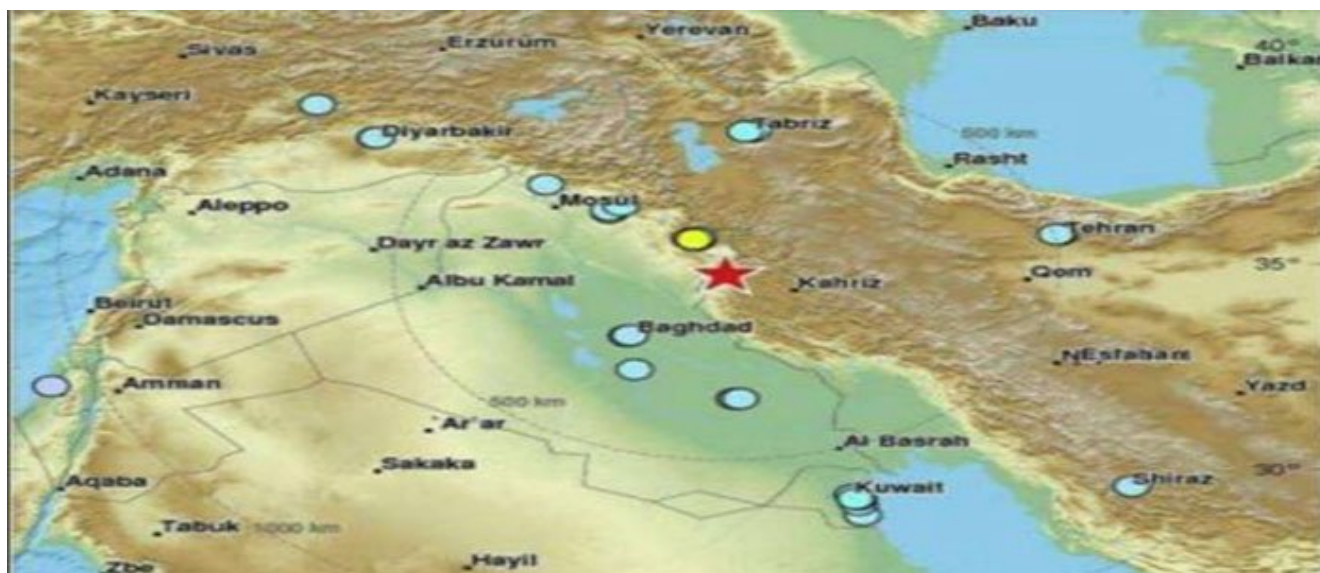 Baku
Yerevan
Erzurum
40°
Sivas
Balkan
Kayseri
Tabriz
Diyarbakir
500 km
Rasht
Adana
Mosul
Aleppo
Tehran
Dayr az Zawr
35°
Qom
Albu Kamal
Kahriz
Beirut
Damascus
Baghdad
Esfahan
Amman
Yazd
500 km
Ar'ar
Al Basrah
Sakaka
30°
Aqaba
Kuwait
Shiraz
Tabuk
1000 km
Hayil
Zbe